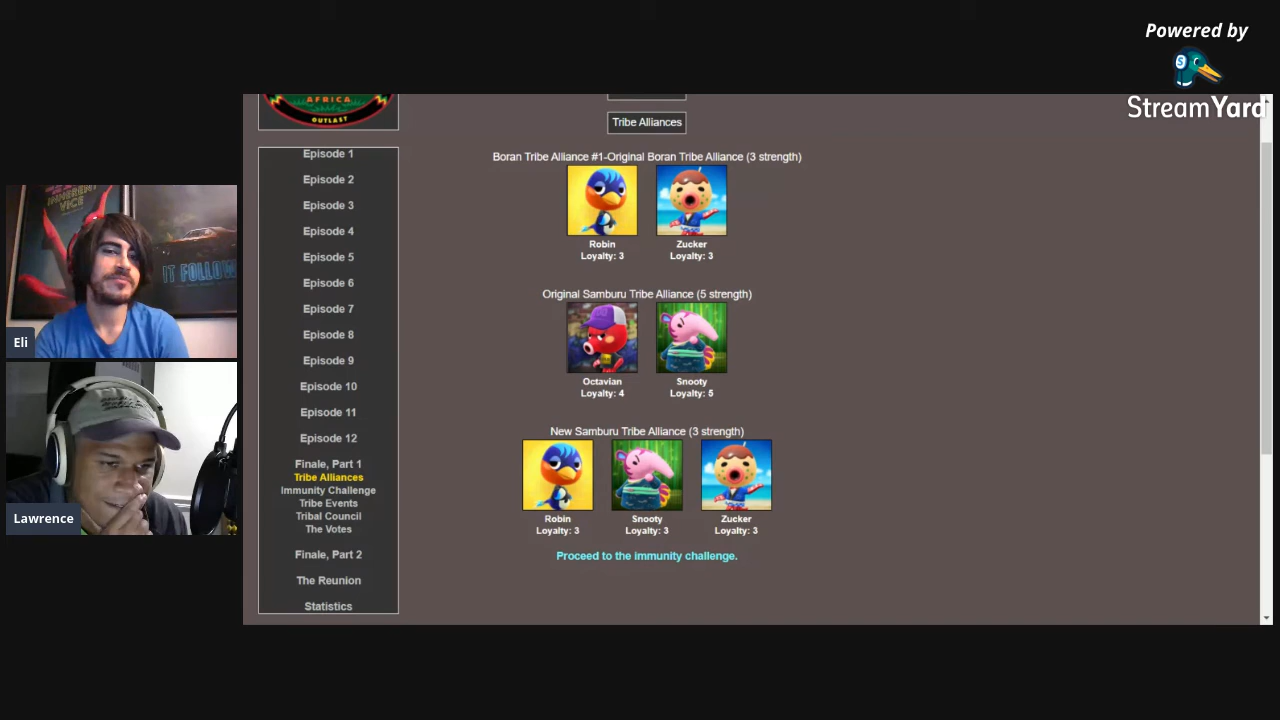 Powered by
StreamYard
AFRICA
OUTLAST
Tribe Alliances
Episode 1
Episode 2
Episode 3
Episode 4
Episode 5
Episode 6
Episode 7
Episode 8
Episode 9
Episode 10
Episode 11
Episode 12
Finale, Part 1
Tribe Alliances
Immunity Challenge
Tribe Events
Tribal Council
The Votes
Finale, Part 2
The Reunion
Statistics
Boran Tribe Alliance #1-Original Boran Tribe Alliance (3 strength)
Robin
Loyalty: 3
Zucker
Loyalty: 3
Original Samburu Tribe Alliance (5 strength)
Octavian
Loyalty: 4
Snooty
Loyalty: 5
New Samburu Tribe Alliance (3 strength)
Robin
Loyalty: 3
Snooty
Loyalty: 3
Zucker
Loyalty: 3
Proceed to the immunity challenge.
INHERENT
VICE
IT FOLLOWS
Eli
Lawrence